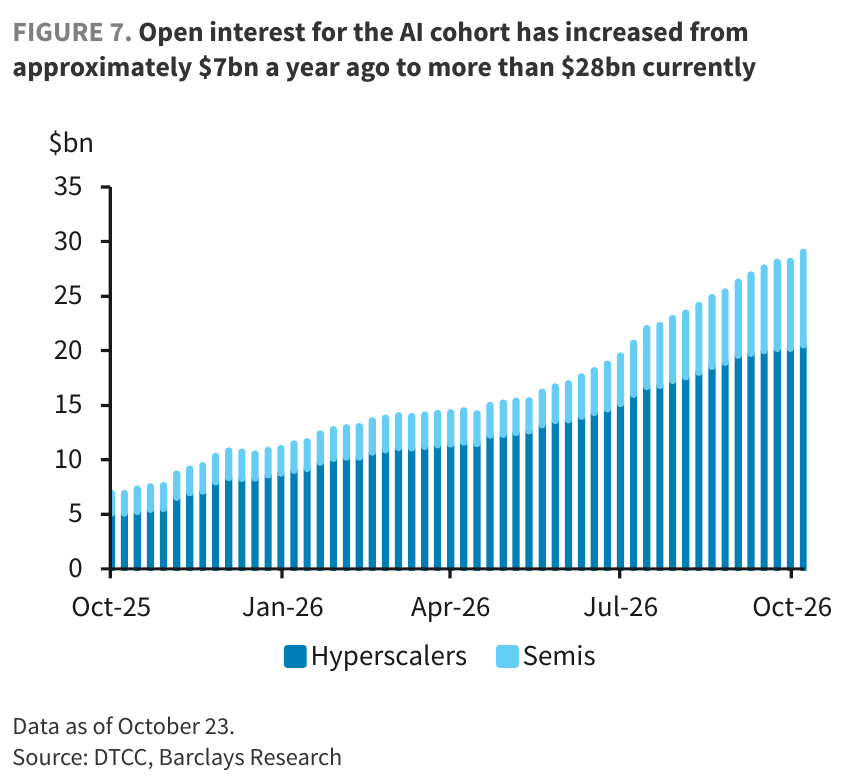 FIGURE 7. Open interest for the AI cohort has increased from
approximately $7bn a year ago to more than $28bn currently
$bn
35
30
25
20
15
10
5
0
Oct-25 Jan-26 Apr-26 Jul-26 Oct-26
Hyperscalers Semis
Data as of October 23.
Source: DTCC, Barclays Research